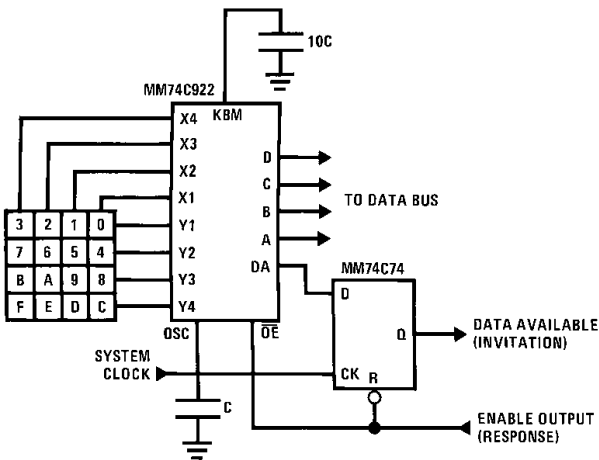 10C
MM74C922
KBM
X4
X3
X2
X1
Y1
Y2
Y3
Y4
D
C
B
A
DA
TO DATA BUS
3 2 1 0
7 6 5 4
B A 9 8
F E D C
OSC
OE
MM74C74
D
Q
CK
R
DATA AVAILABLE
(INVITATION)
SYSTEM
CLOCK
C
ENABLE OUTPUT
(RESPONSE)